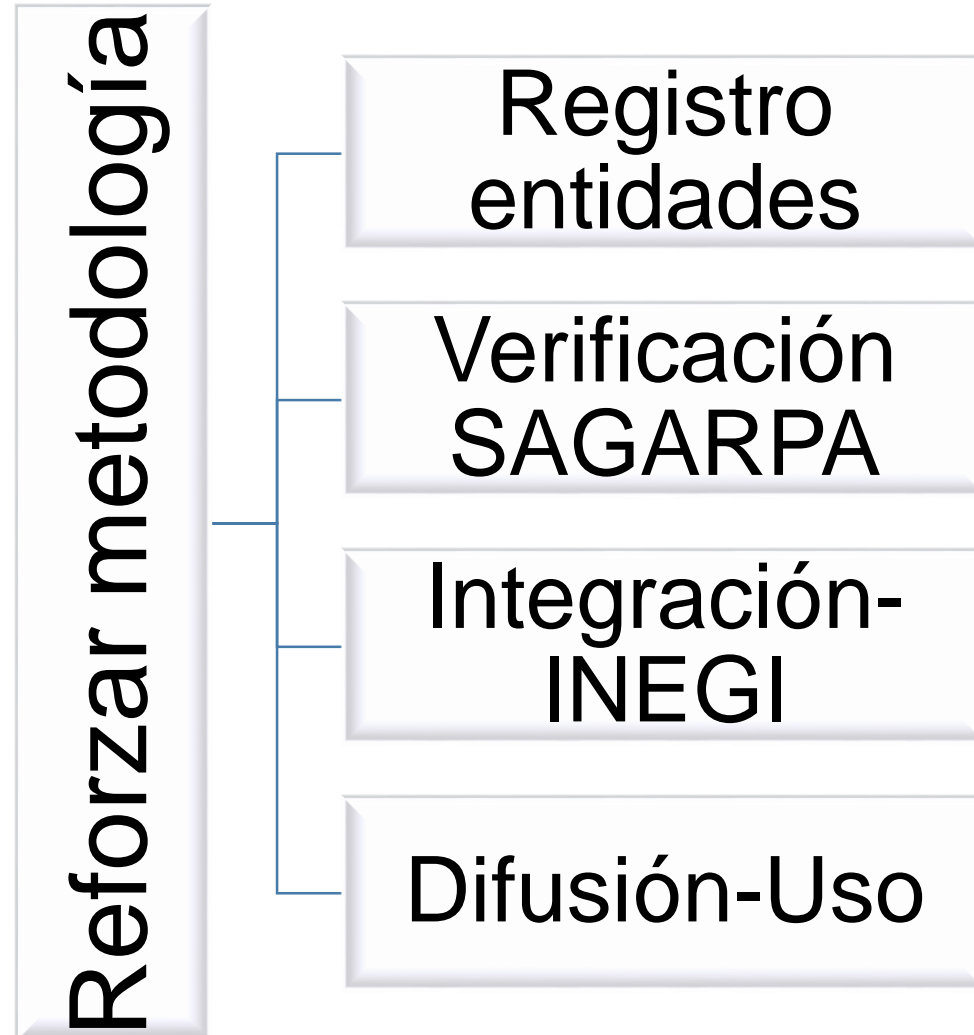 Reforzar metodología
Registro
entidades
Verificación
SAGARPA
Integración-
INEGI
Difusión-Uso